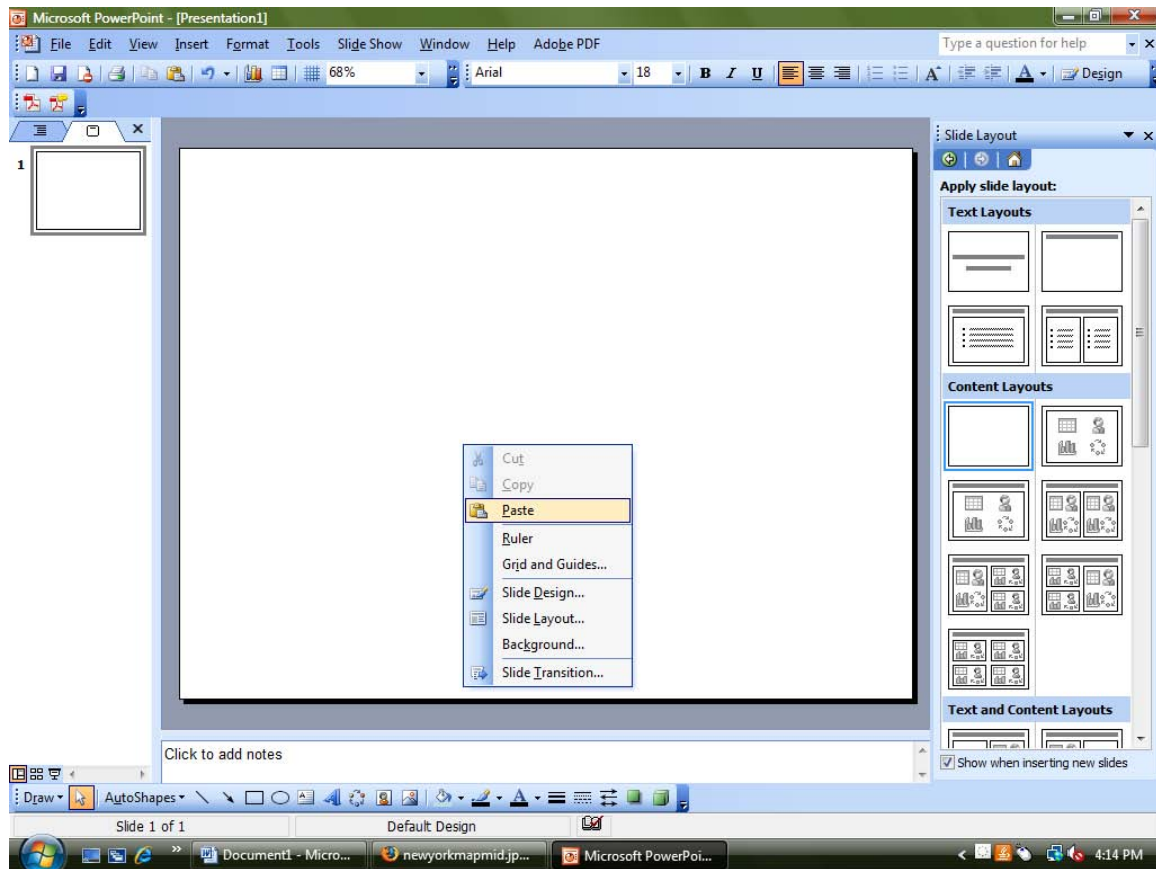 Microsoft PowerPoint - [Presentation1]
File Edit View Insert Format Tools Slide Show Window Help Adobe PDF Type a question for help
68% Arial 18 B I U A A Design
Slide Layout
1
Apply slide layout:
Text Layouts
Content Layouts
Cut
Copy
Paste
Ruler
Grid and Guides...
Slide Design...
Slide Layout...
Background...
Slide Transition...
Text and Content Layouts
Click to add notes
Show when inserting new slides
Draw AutoShapes A
Slide 1 of 1 Default Design
Document1 - Micro... newyorkmapmid.jp... Microsoft PowerPoi... 4:14 PM